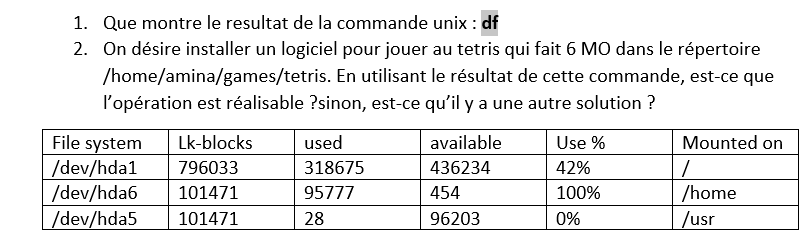 1. Que montre le resultat de la commande unix : df
2. On désire installer un logiciel pour jouer au tetris qui fait 6 MO dans le répertoire
/home/amina/games/tetris. En utilisant le résultat de cette commande, est-ce que
l'opération est réalisable ?sinon, est-ce qu'il y a une autre solution ?
File system Lk-blocks used available Use % Mounted on
/dev/hda1 796033 318675 436234 42% /
/dev/hda6 101471 95777 454 100% /home
/dev/hda5 101471 28 96203 0% /usr